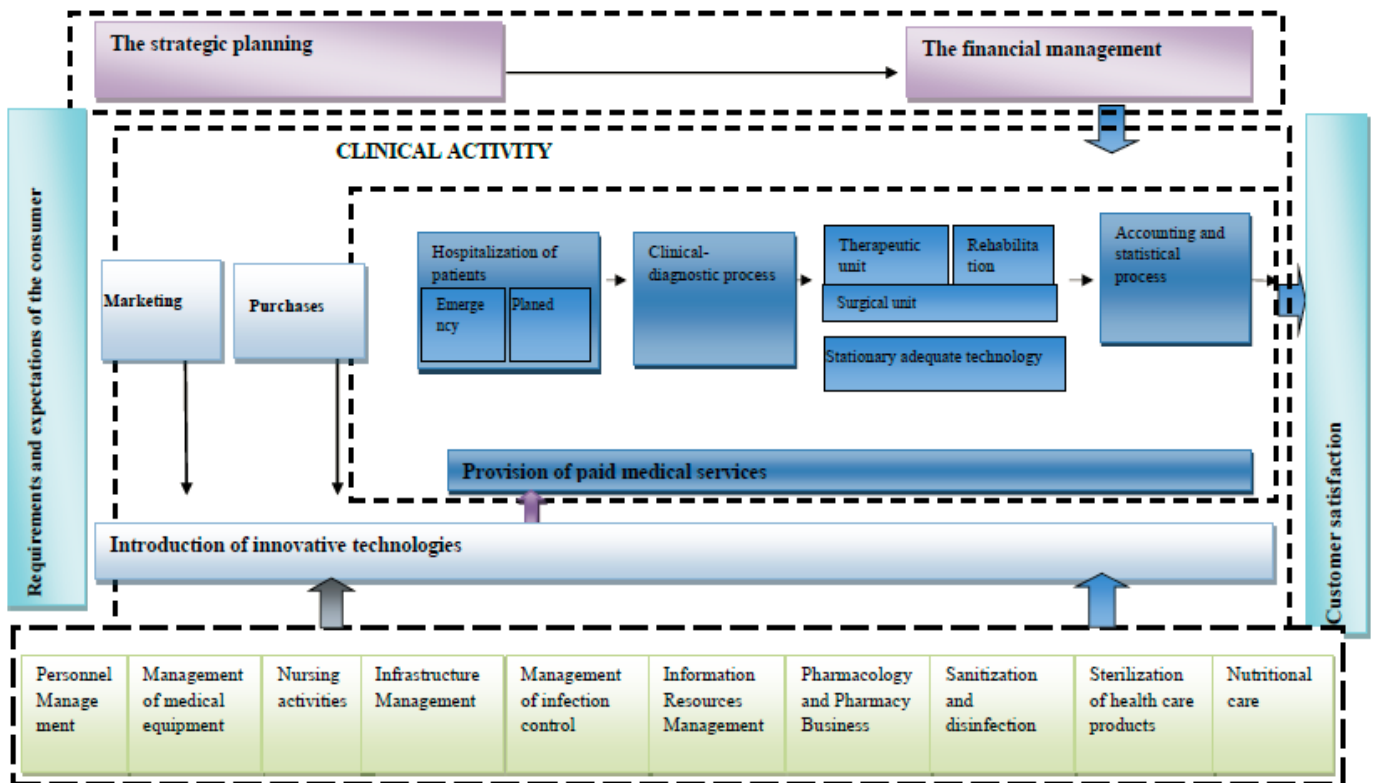 The strategic planning
The financial management
Requirements and expectations of the consumer
CLINICAL ACTIVITY
Marketing
Purchases
Hospitalization of
patients
Emerge
ncy
Planed
Clinical-
diagnostic process
Therapeutic
unit
Rehabilita
tion
Surgical unit
Stationary adequate technology
Accounting and
statistical
process
Provision of paid medical services
Introduction of innovative technologies
Customer satisfaction
Personnel
Manage
ment
Management
of medical
equipment
Nursing
activities
Infrastructure
Management
Management
of infection
control
Information
Resources
Management
Pharmacology
and Pharmacy
Business
Sanitization
and
disinfection
Sterilization
of health care
products
Nutritional
care